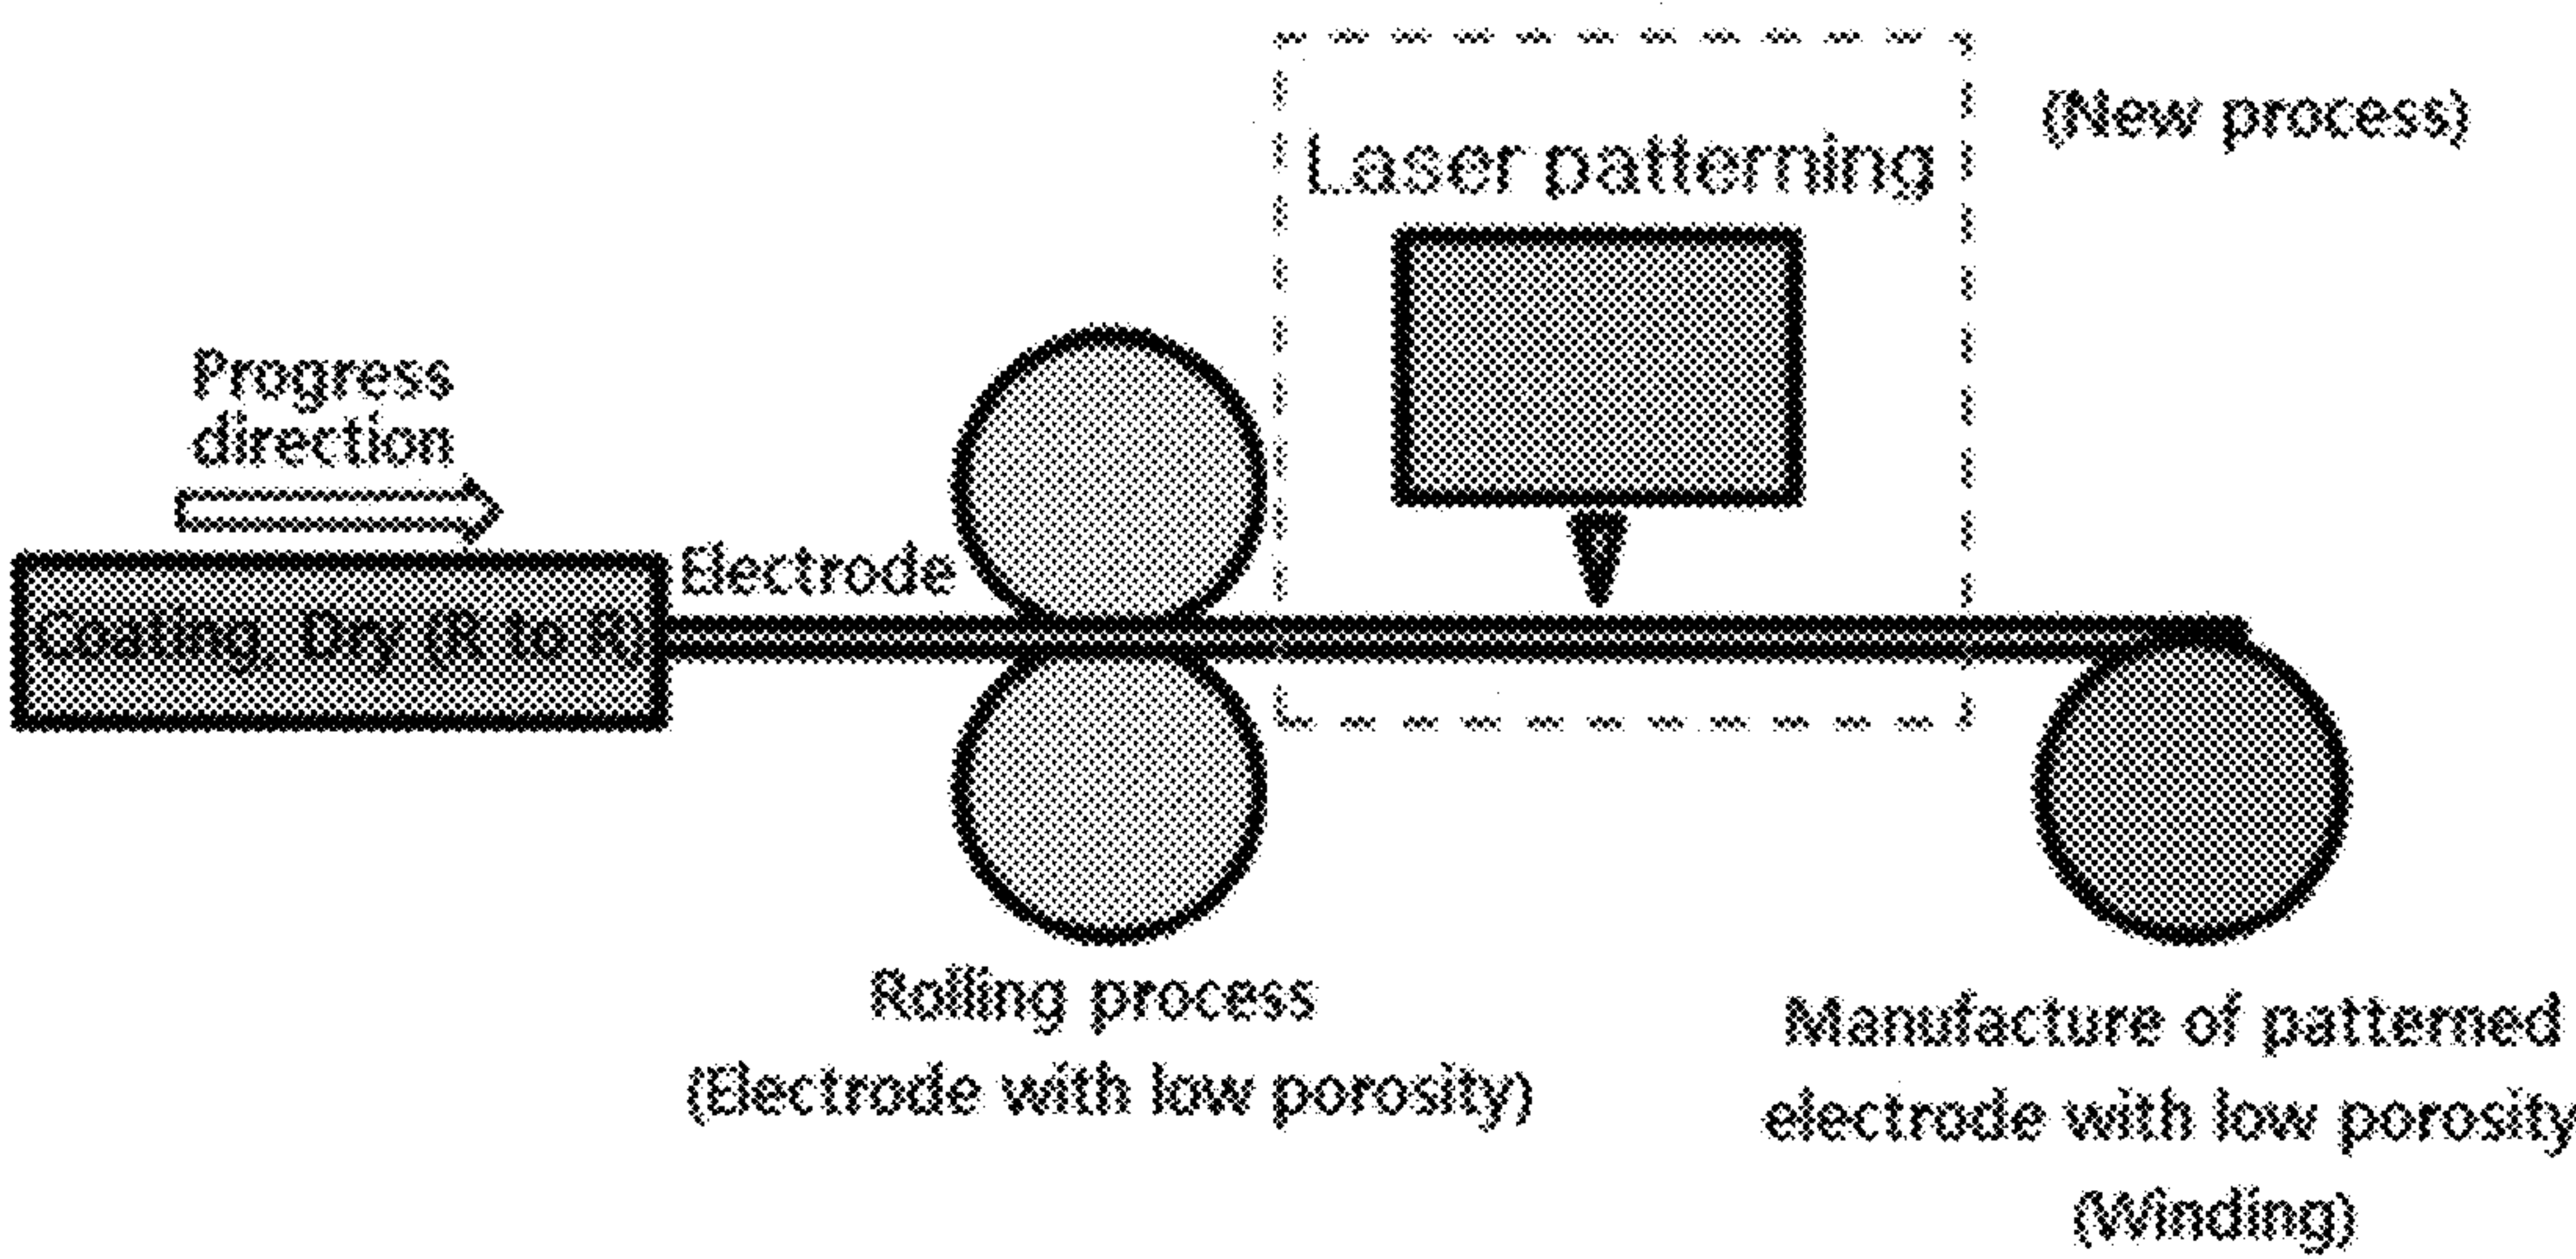 (New process)
Laser patterning
Progress
direction
Electrode
Coating, Dry (R to R)
Rolling process
(Electrode with low porosity)
Manufacture of patterned
electrode with low porosity
(Winding)